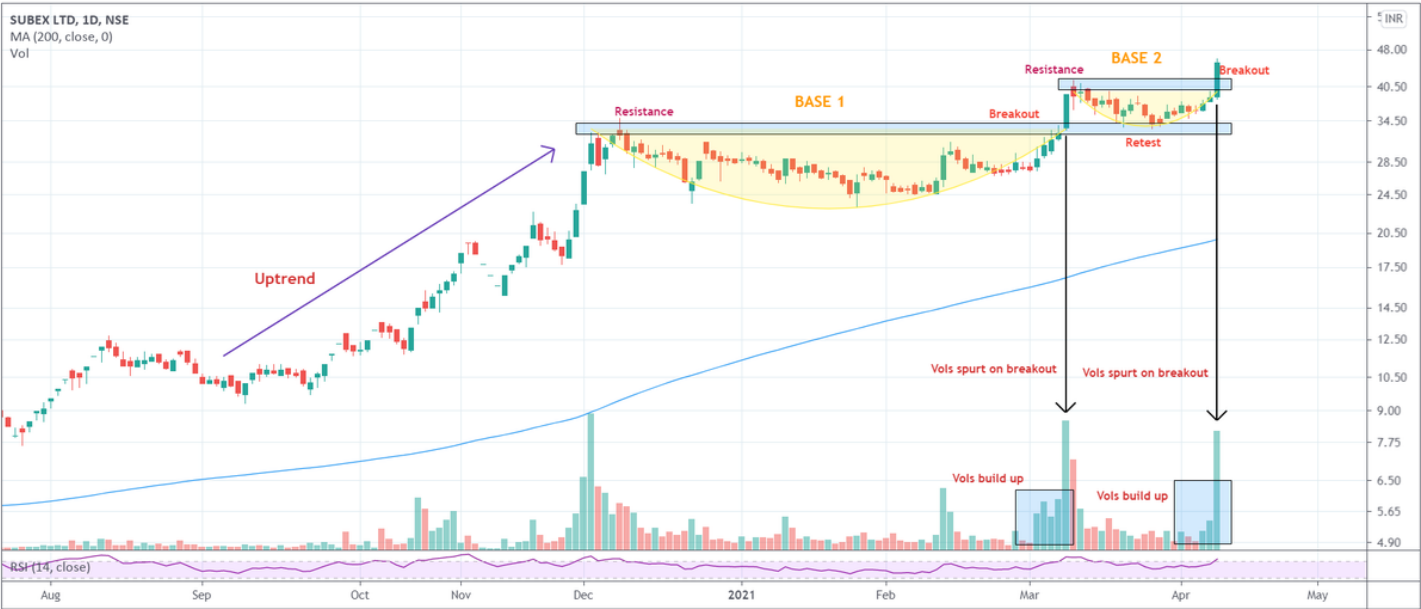 SUBEX LTD, 1D, NSE
MA (200, close, 0)
Vol
INR
48.00
40.50
34.50
28.50
24.50
20.50
17.50
14.50
12.50
10.50
9.00
7.75
6.50
5.65
4.90
BASE 2
Resistance
Breakout
BASE 1
Resistance
Breakout
Retest
Uptrend
Vols spurt on breakout
Vols spurt on breakout
Vols build up
Vols build up
RSI (14, close)
Aug Sep Oct Nov Dec 2021 Feb Mar Apr May